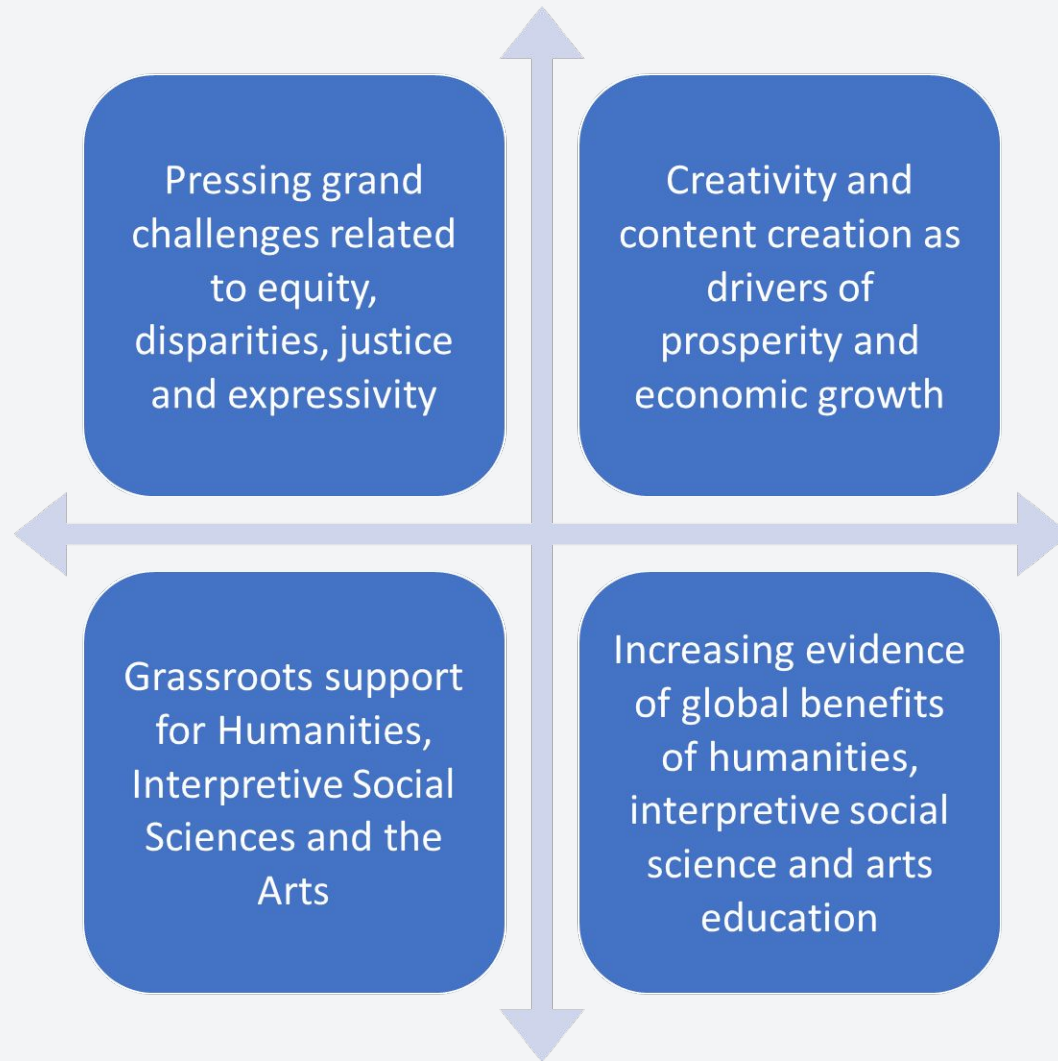 Pressing grand
challenges related
to equity,
disparities, justice
and expressivity
Creativity and
content creation as
drivers of
prosperity and
economic growth
Grassroots support
for Humanities,
Interpretive Social
Sciences and the
Arts
Increasing evidence
of global benefits
of humanities,
interpretive social
science and arts
education